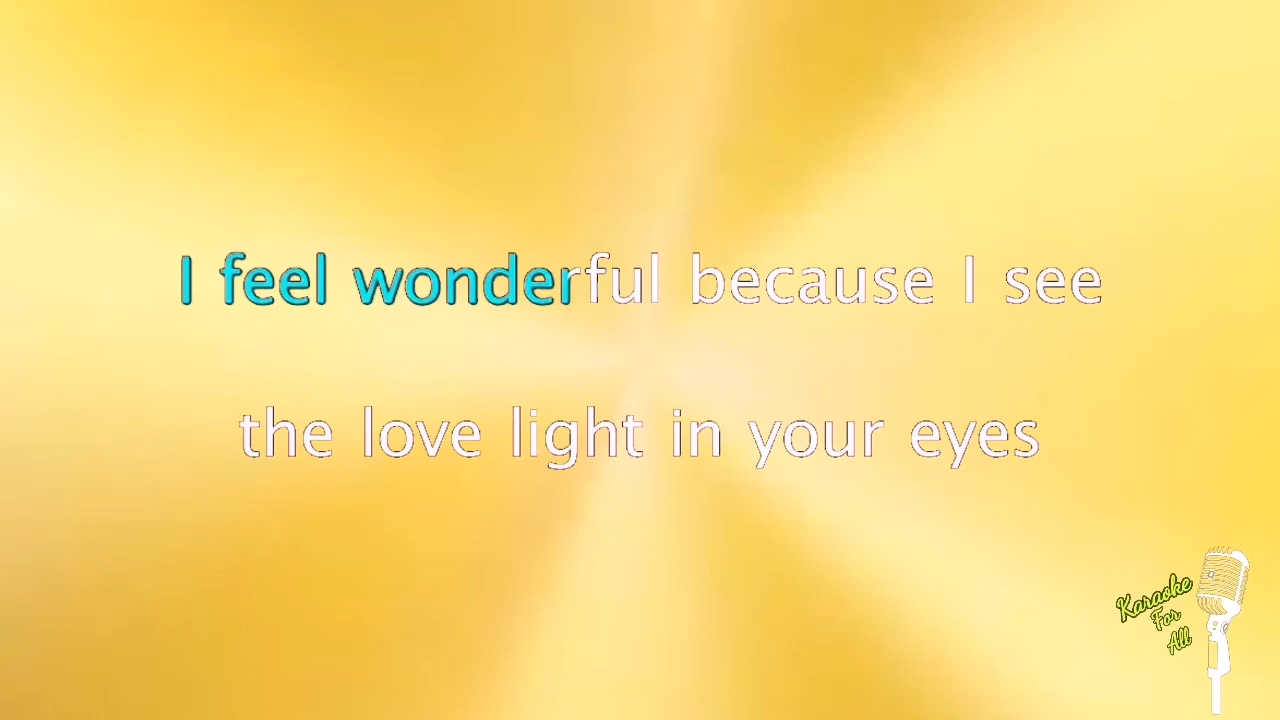 I feel wonderful because I see
the love light in your eyes
Karaoke
For
All